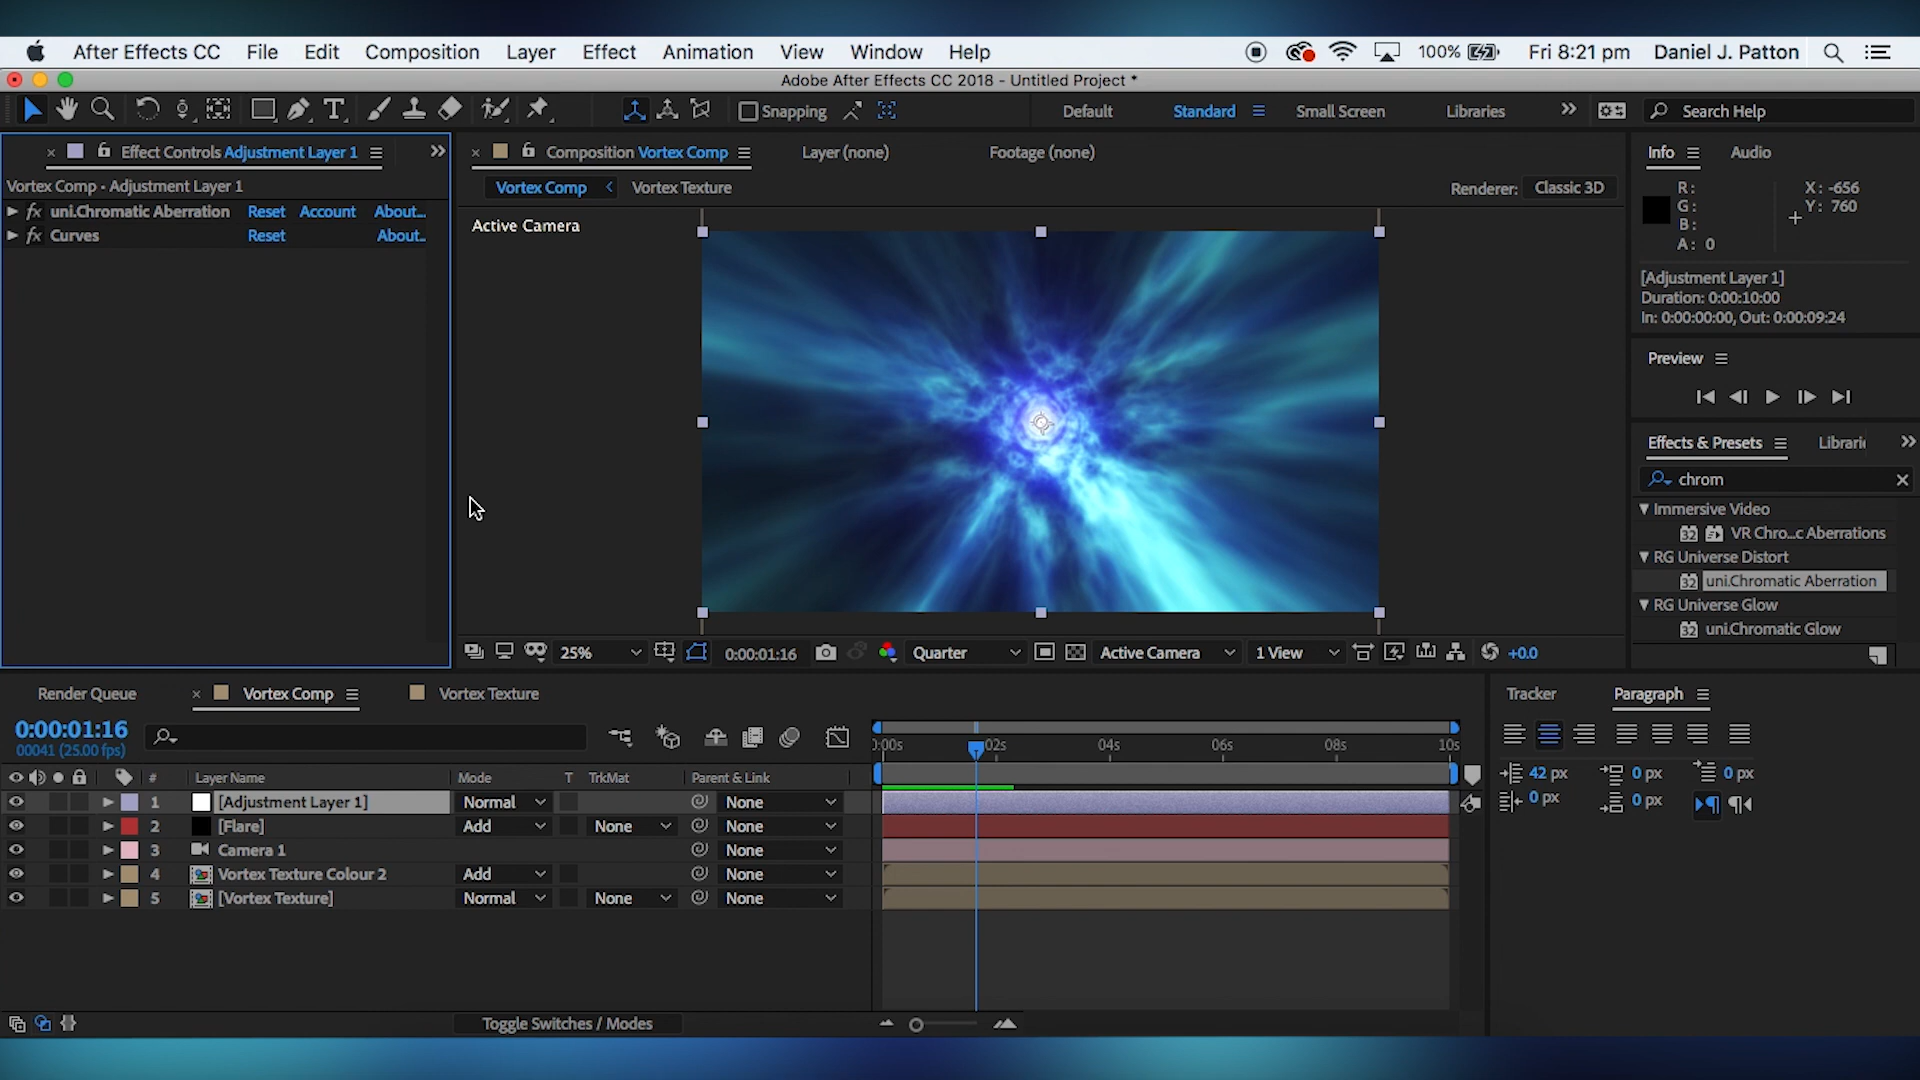 After Effects CC File Edit Composition Layer Effect Animation View Window Help 100% Fri 8:21 pm Daniel J. Patton
Adobe After Effects CC 2018 - Untitled Project *
Snapping Default Standard Small Screen Libraries Search Help
Effect Controls Adjustment Layer 1
Vortex Comp • Adjustment Layer 1
fx uni.Chromatic Aberration Reset Account About...
fx Curves Reset About..
Composition Vortex Comp Layer (none) Footage (none)
Vortex Comp Vortex Texture Renderer: Classic 3D
Active Camera
25% 0:00:01:16 Quarter Active Camera 1 View +0.0
Info Audio
R: X: -656
G: Y: 760
B:
A: 0
[Adjustment Layer 1]
Duration: 0:00:10:00
In: 0:00:00:00, Out: 0:00:09:24
Preview
Effects & Presets Librari
chrom
Immersive Video
32 VR Chro...c Aberrations
RG Universe Distort
32 uni.Chromatic Aberration
RG Universe Glow
32 uni.Chromatic Glow
Render Queue Vortex Comp Vortex Texture
0:00:01:16
00041 (25.00 fps)
# Layer Name Mode T TrkMat Parent & Link
1 [Adjustment Layer 1] Normal None
2 [Flare] Add None None
3 Camera 1 None
4 Vortex Texture Colour 2 Add None
5 [Vortex Texture] Normal None None
Toggle Switches / Modes
):00s 02s 04s 06s 08s 10s
Tracker Paragraph
42 px 0 px 0 px
0 px 0 px